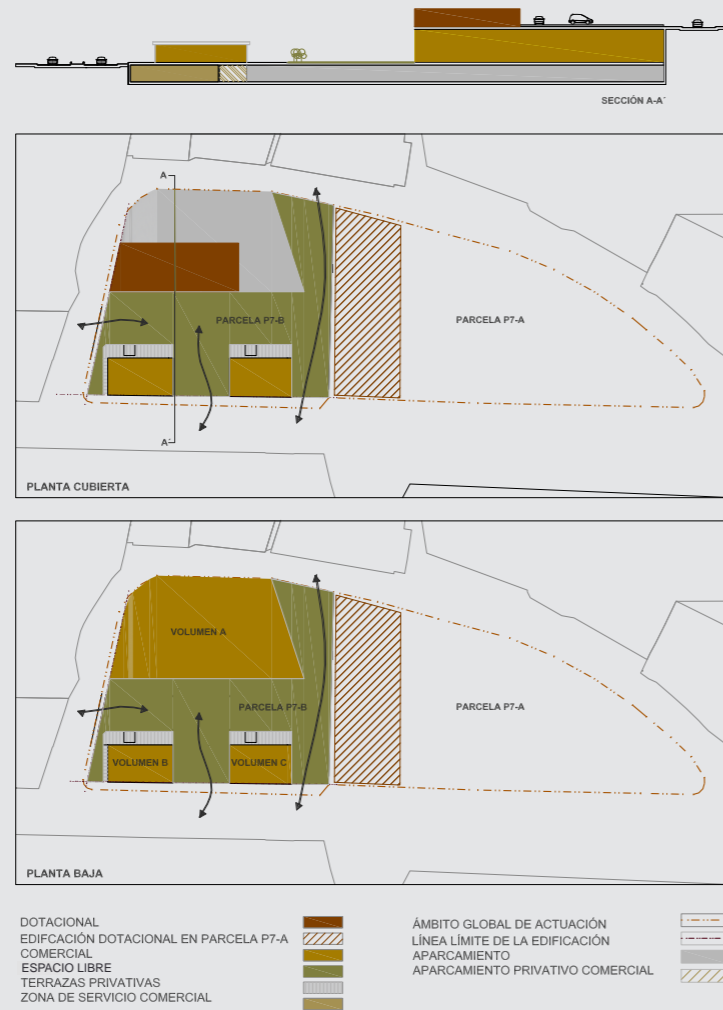 SECCIÓN A-A´
A
PARCELA P7-B
PARCELA P7-A
A´
PLANTA CUBIERTA
VOLUMEN A
PARCELA P7-B
PARCELA P7-A
VOLUMEN B
VOLUMEN C
PLANTA BAJA
DOTACIONAL
EDIFCACIÓN DOTACIONAL EN PARCELA P7-A
COMERCIAL
ESPACIO LIBRE
TERRAZAS PRIVATIVAS
ZONA DE SERVICIO COMERCIAL
ÁMBITO GLOBAL DE ACTUACIÓN
LÍNEA LÍMITE DE LA EDIFICACIÓN
APARCAMIENTO
APARCAMIENTO PRIVATIVO COMERCIAL